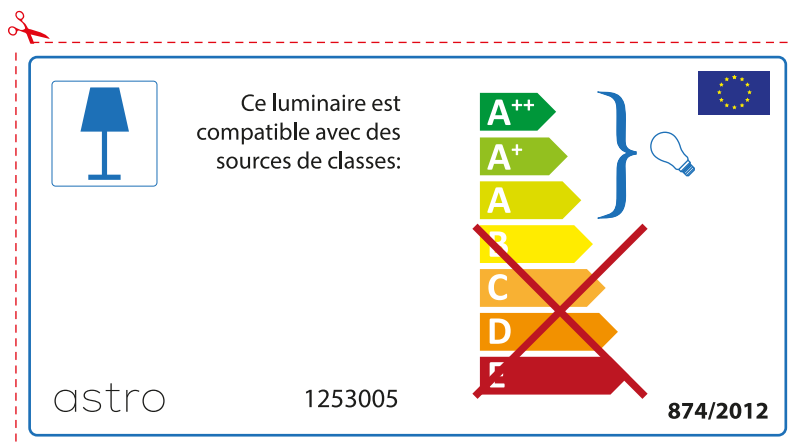 Ce luminaire est
compatible avec des
sources de classes:
A++
A+
A
B
C
D
E
astro
1253005
874/2012